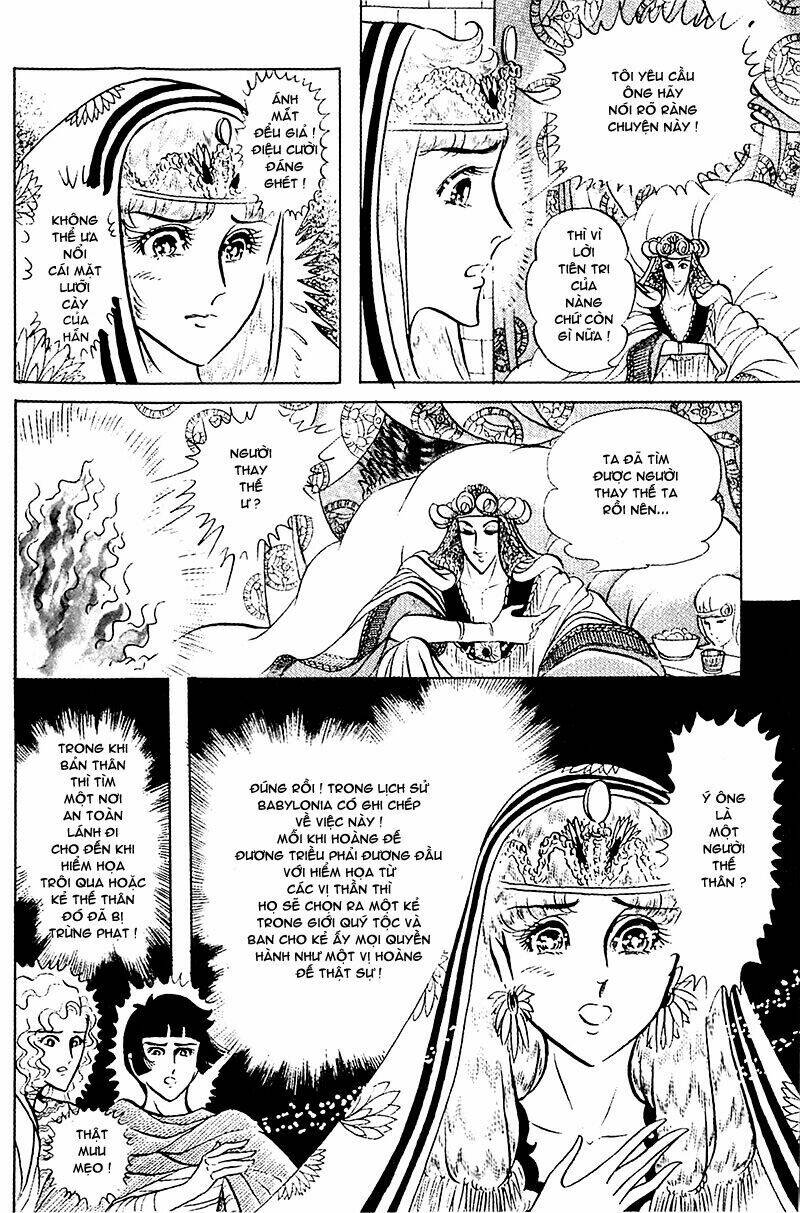 TÔI YÊU CẦU
ÔNG HÃY
NÓI RÕ RÀNG
CHUYỆN NÀY !
THÌ VÌ
LỜI
TIÊN TRI
CỦA
NÀNG
CHỨ CÒN
GÌ NỮA !
ÁNH
MẮT
ĐỂU GIẢ !
ĐIỆU CƯỜI
ĐÁNG
GHÉT !
KHÔNG
THỂ ƯA
NỔI
CÁI MẶT
LƯỠI
CÀY
CỦA
HẮN
TA ĐÃ TÌM
ĐƯỢC NGƯỜI
THAY THẾ TA
RỒI NÊN...
NGƯỜI
THAY
THẾ
Ư ?
Ý ÔNG
LÀ
MỘT
NGƯỜI
THẾ
THÂN ?
ĐÚNG RỒI ! TRONG LỊCH SỬ
BABYLONIA CÓ GHI CHÉP
VỀ VIỆC NÀY !
MỖI KHI HOÀNG ĐẾ
ĐƯƠNG TRIỀU PHẢI ĐƯƠNG ĐẦU
VỚI HIỂM HỌA TỪ
CÁC VỊ THẦN THÌ
HỌ SẼ CHỌN RA MỘT KẺ
TRONG GIỚI QUÝ TỘC VÀ
BAN CHO KẺ ẤY MỌI QUYỀN
HÀNH NHƯ MỘT VỊ HOÀNG
ĐẾ THẬT SỰ !
TRONG KHI
BẢN THÂN
THÌ TÌM
MỘT NƠI
AN TOÀN
LÁNH ĐI
CHO ĐẾN KHI
HIỂM HỌA
TRÔI QUA HOẶC
KẺ THẾ THÂN
ĐÓ ĐÃ BỊ
TRỪNG PHẠT !
THẬT
MƯU
MẸO !